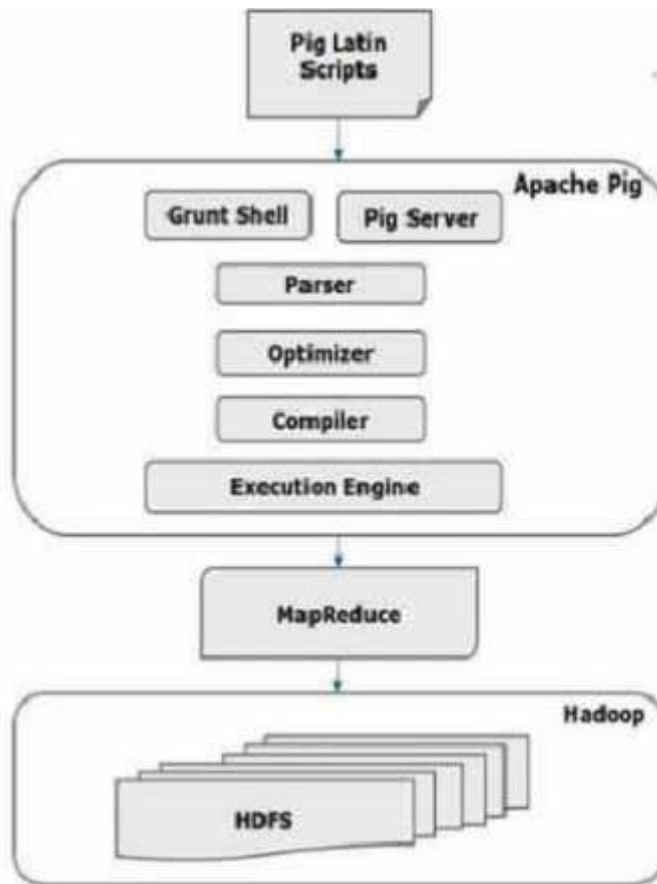 Pig Latin
Scripts
Apache Pig
Grunt Shell
Pig Server
Parser
Optimizer
Compiler
Execution Engine
MapReduce
Hadoop
HDFS